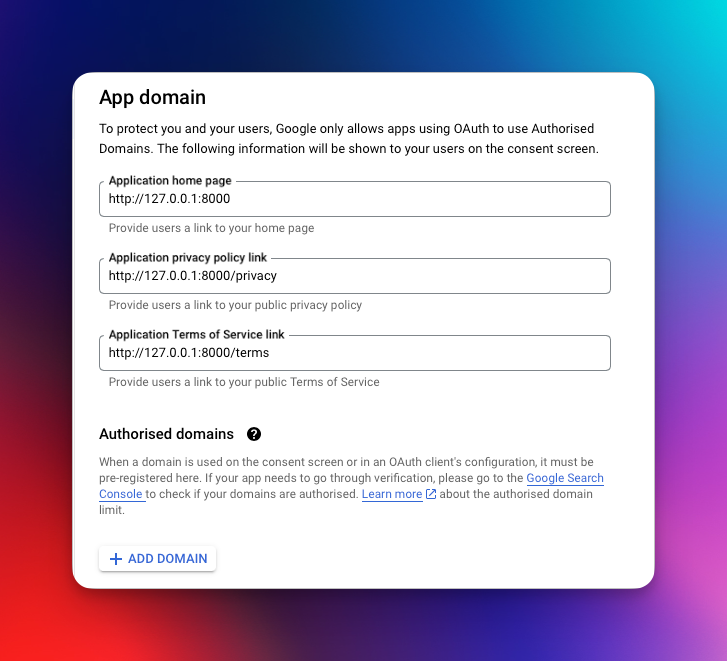 App domain
To protect you and your users, Google only allows apps using OAuth to use Authorised
Domains. The following information will be shown to your users on the consent screen.
Application home page
http://127.0.0.1:8000
Provide users a link to your home page
Application privacy policy link
http://127.0.0.1:8000/privacy
Provide users a link to your public privacy policy
Application Terms of Service link
http://127.0.0.1:8000/terms
Provide users a link to your public Terms of Service
Authorised domains ?
When a domain is used on the consent screen or in an OAuth client's configuration, it must be
pre-registered here. If your app needs to go through verification, please go to the Google Search
Console to check if your domains are authorised. Learn more about the authorised domain
limit.
+ ADD DOMAIN